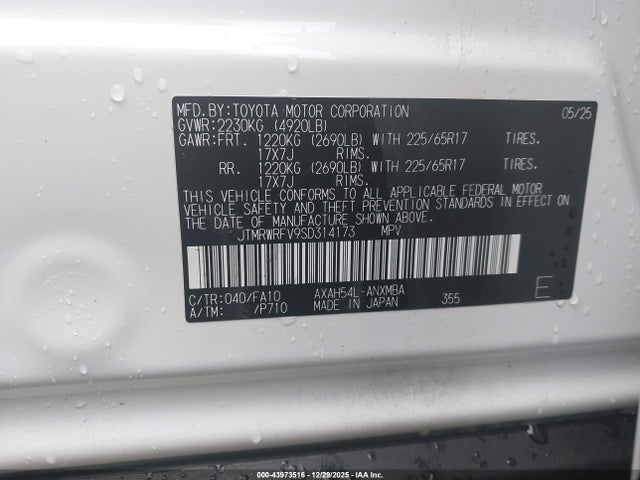 MFD.BY:TOYOTA MOTOR CORPORATION 05/25
GVWR:2230KG (4920LB)
GAWR:FRT. 1220KG (2690LB) WITH 225/65R17 TIRES.
17X7J RIMS.
RR. 1220KG (2690LB) WITH 225/65R17 TIRES.
17X7J RIMS.
THIS VEHICLE CONFORMS TO ALL APPLICABLE FEDERAL MOTOR
VEHICLE SAFETY AND THEFT PREVENTION STANDARDS IN EFFECT ON
THE DATE OF MANUFACTURE SHOWN ABOVE.
JTMRWRFV9SD314173 MPV
C/TR:040/FA10 AXAH54L-ANXMBA
A/TM: /P710 MADE IN JAPAN 355 E
000-43973516 - 12/29/2025 - IAAI.com